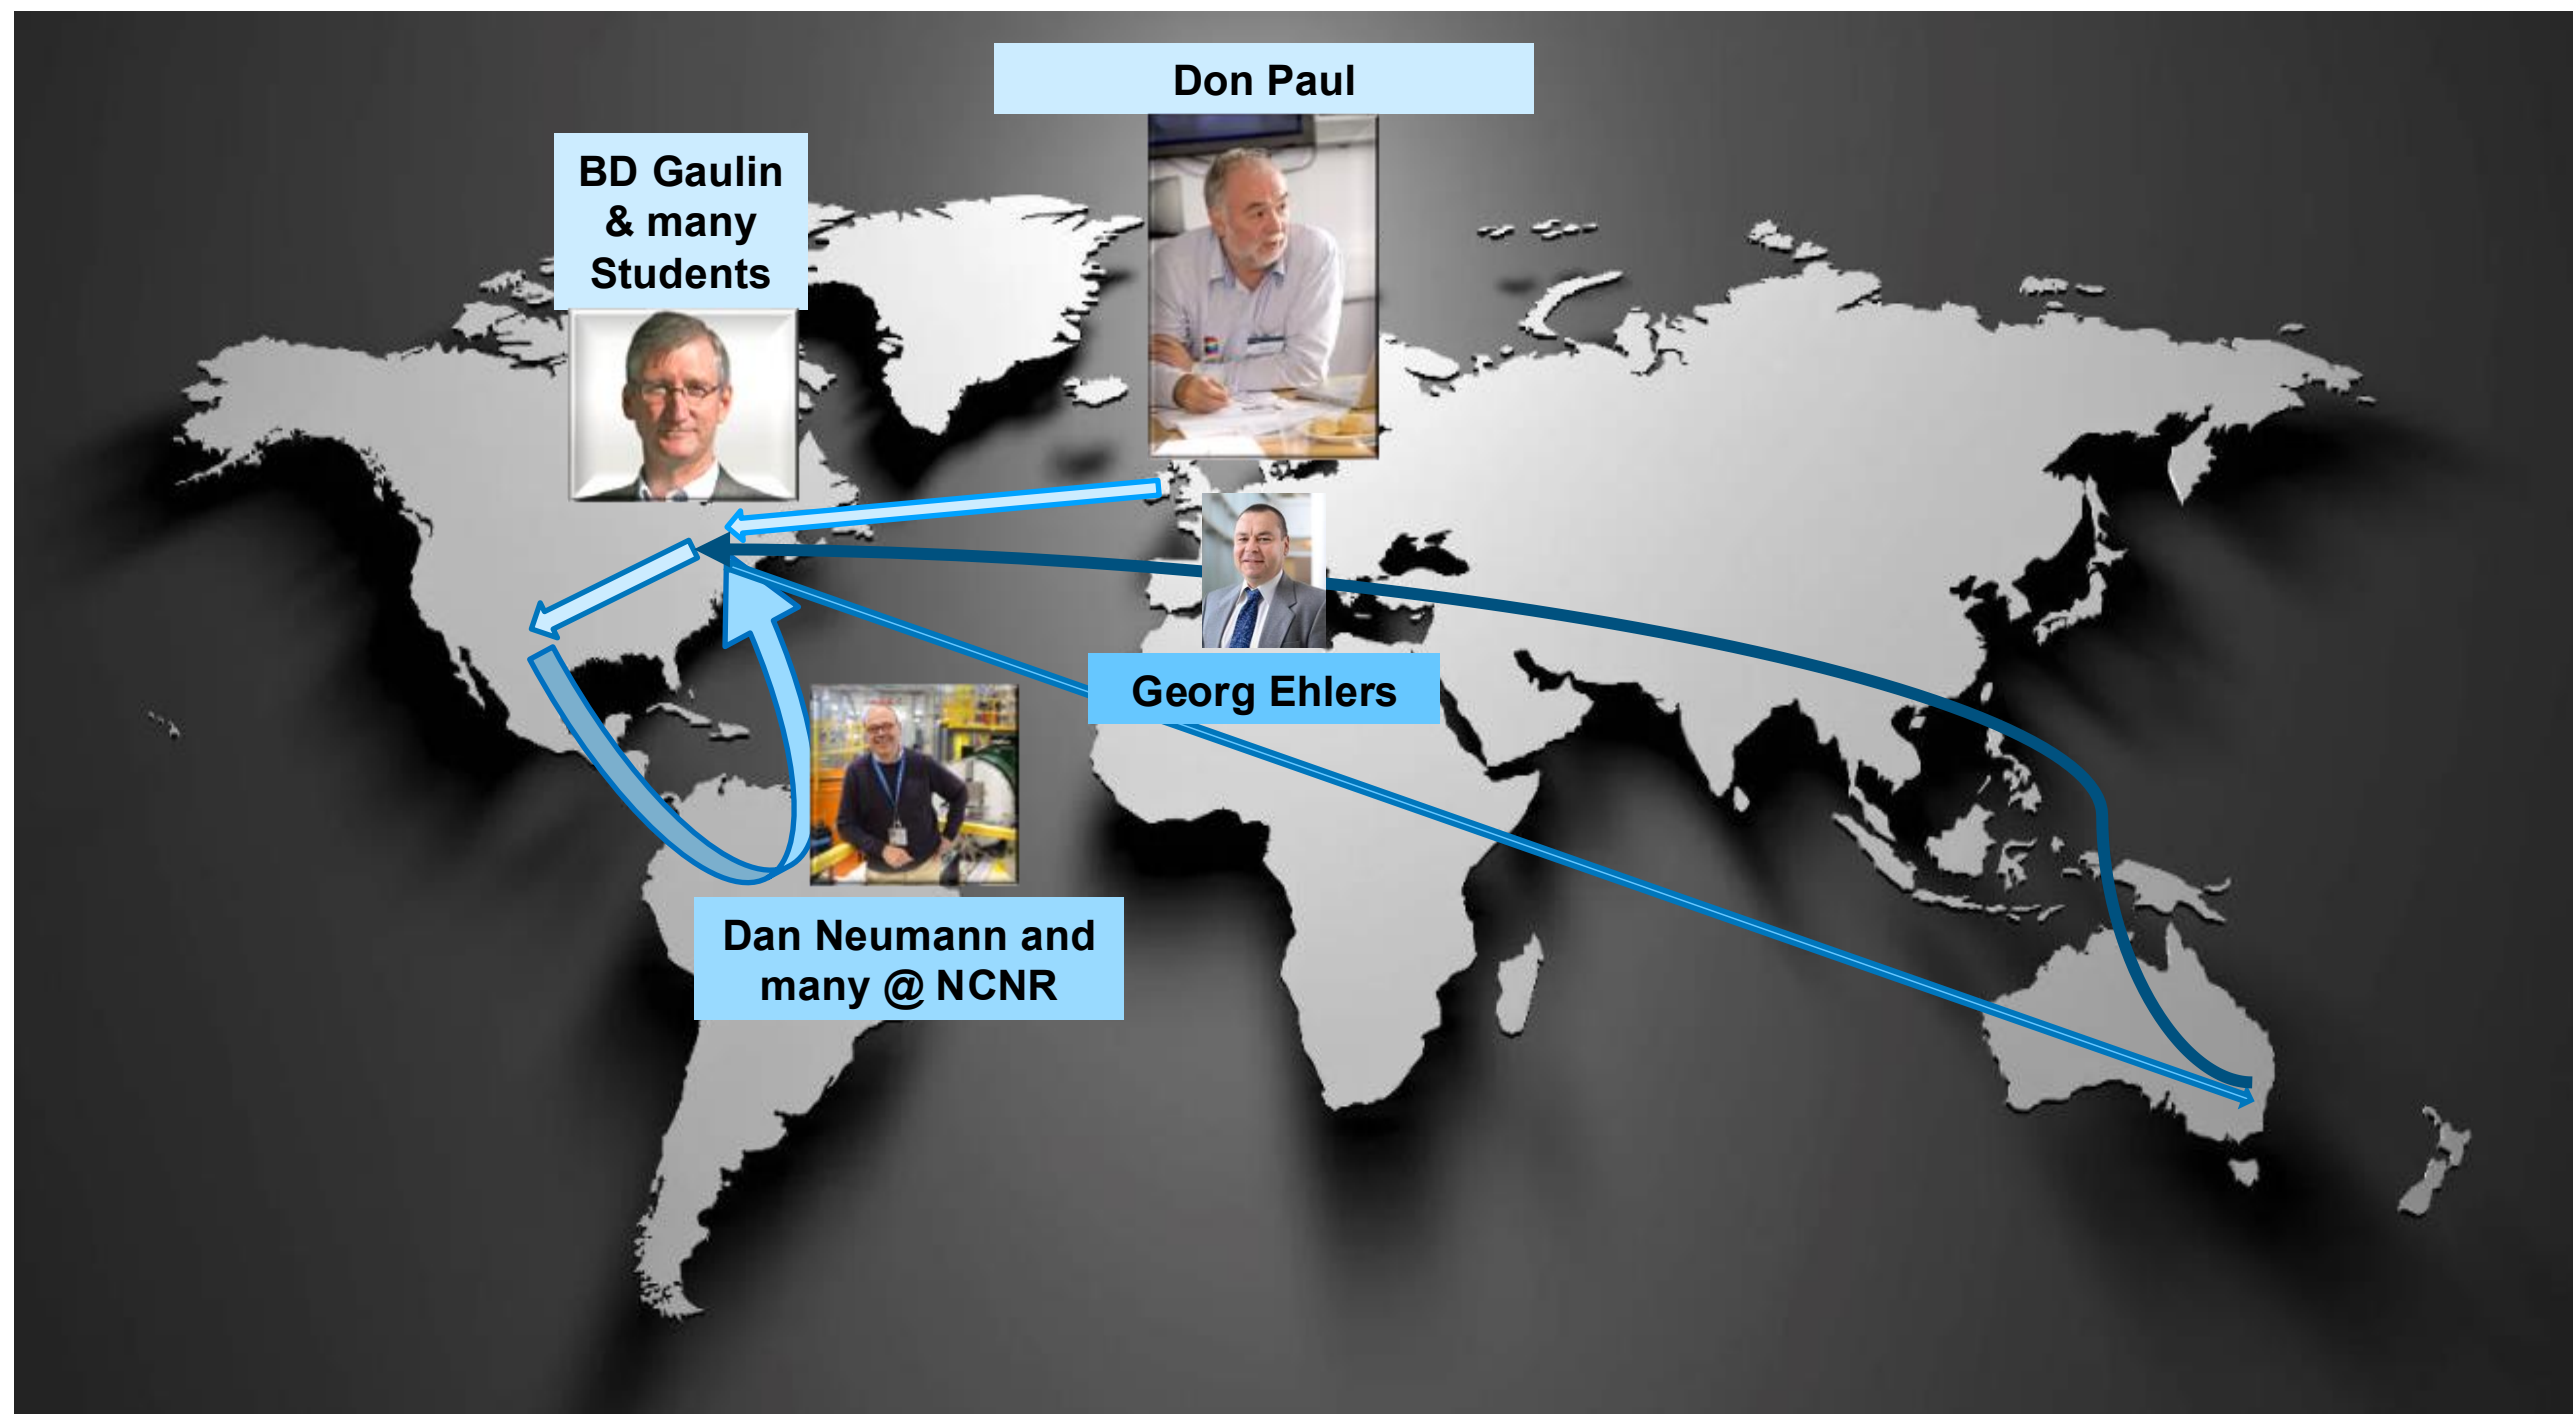 Don Paul
BD Gaulin
& many
Students
Georg Ehlers
Dan Neumann and
many @ NCNR